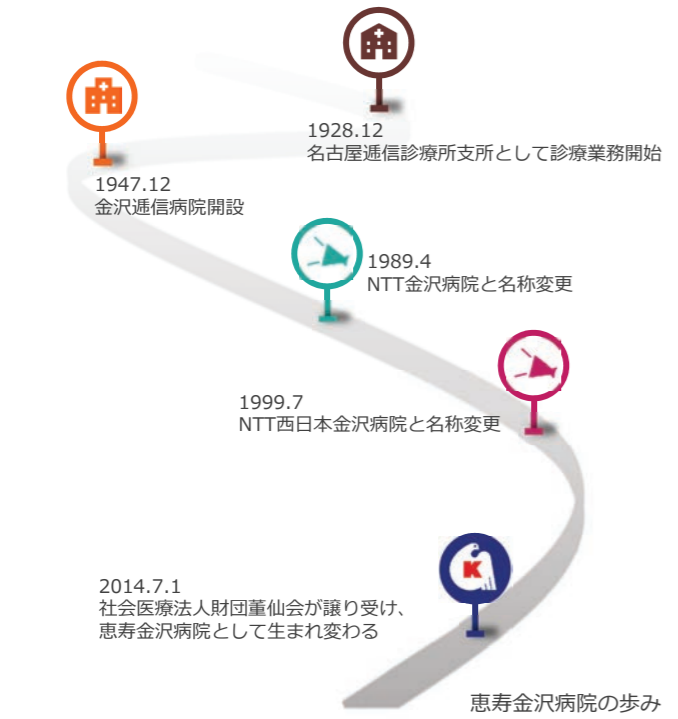 1928.12
名古屋逓信診療所支所として診療業務開始
1947.12
金沢逓信病院開設
1989.4
NTT金沢病院と名称変更
1999.7
NTT西日本金沢病院と名称変更
K
2014.7.1
社会医療法人財団董仙会が譲り受け、
恵寿金沢病院として生まれ変わる
恵寿金沢病院の歩み